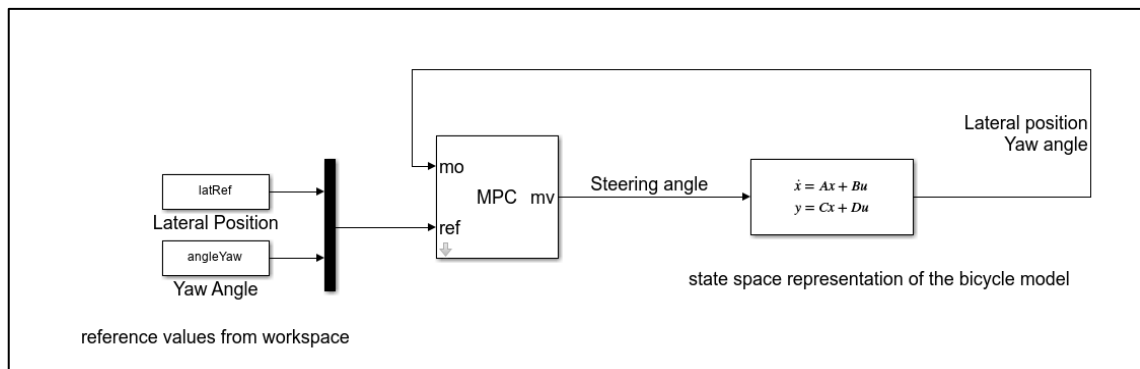 Lateral position
Yaw angle
mo
latRef
Lateral Position
MPC
mv
Steering angle
ẋ = Ax + Bu
y = Cx + Du
ref
angleYaw
Yaw Angle
state space representation of the bicycle model
reference values from workspace